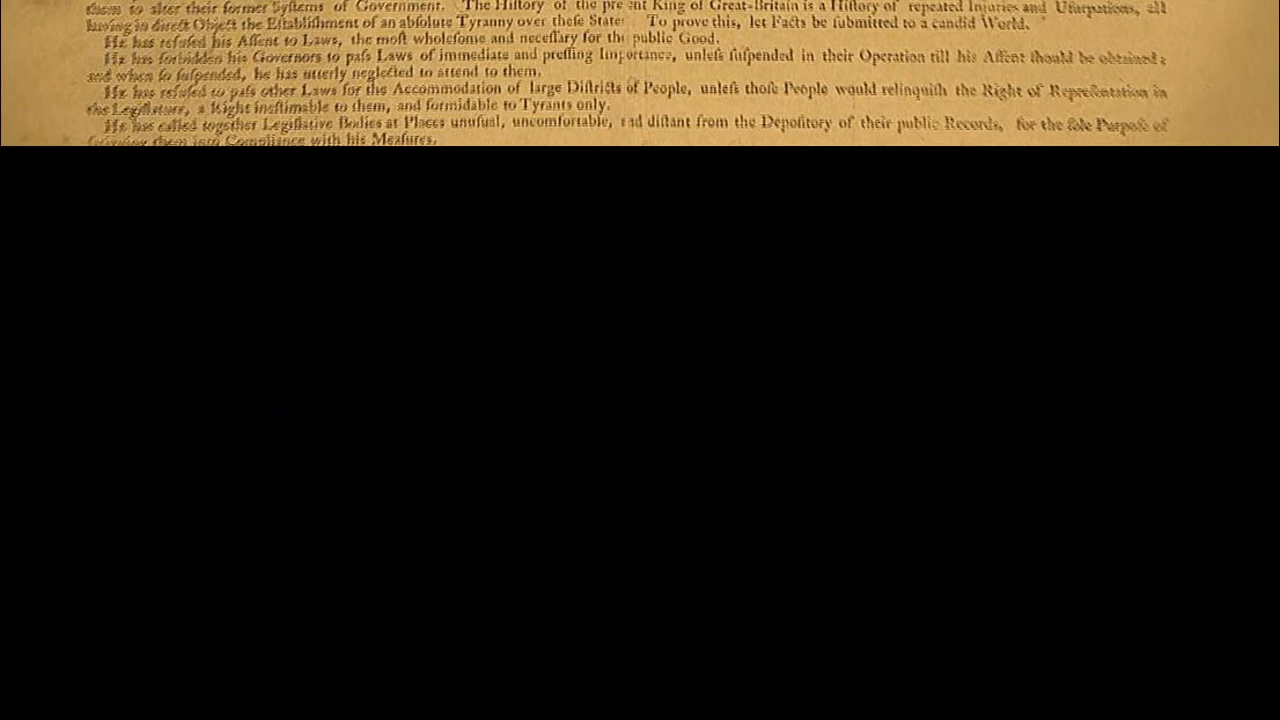 them to alter their former Syſtems of Government. The Hiſtory of the pre ent King of Great-Britain is a Hiſtory of repeated Injuries and Uſurpations, all
having in direct Object the Eſtabliſhment of an abſolute Tyranny over theſe State To prove this, let Facts be ſubmitted to a candid World.
He has refuſed his Aſſent to Laws, the moſt wholeſome and neceſſary for the public Good.
He has forbidden his Governors to paſs Laws of immediate and preſſing Importance, unleſs ſuſpended in their Operation till his Aſſent ſhould be obtained;
and when ſo ſuſpended, he has utterly neglected to attend to them.
He has refuſed to paſs other Laws for the Accommodation of large Diſtricts of People, unleſs thoſe People would relinquiſh the Right of Repreſentation in
the Legiſlature, a Right ineſtimable to them, and formidable to Tyrants only.
He has called together Legiſlative Bodies at Places unuſual, uncomfortable, and diſtant from the Depoſitory of their public Records, for the ſole Purpoſe of
them into Compliance with his Meaſures.